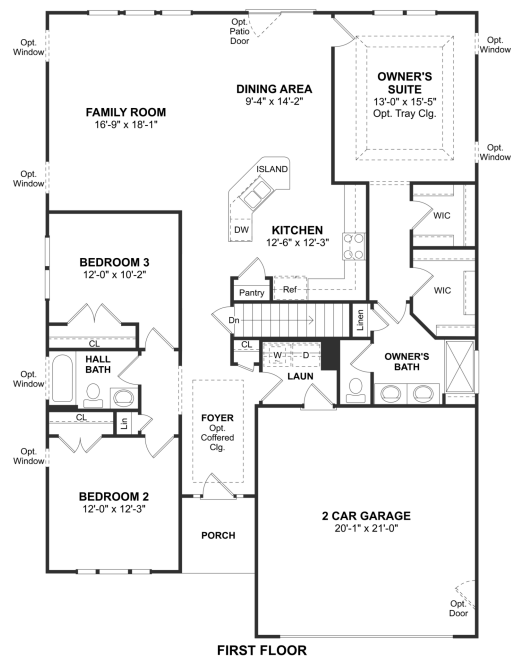 Opt.
Patio
Door
Opt.
Window
Opt.
Window
OWNER'S
SUITE
13'-0" x 15'-5"
Opt. Tray Clg.
DINING AREA
9'-4" x 14'-2"
FAMILY ROOM
16'-9" x 18'-1"
Opt.
Window
Opt.
Window
ISLAND
DW
KITCHEN
12'-6" x 12'-3"
WIC
BEDROOM 3
12'-0" x 10'-2"
Pantry
Ref
WIC
Dn
Linen
CL
HALL
BATH
CL
W
D
LAUN
OWNER'S
BATH
Opt.
Window
CL
Lin
FOYER
Opt.
Coffered
Clg.
Opt.
Window
BEDROOM 2
12'-0" x 12'-3"
PORCH
2 CAR GARAGE
20'-1" x 21'-0"
Opt.
Door
FIRST FLOOR